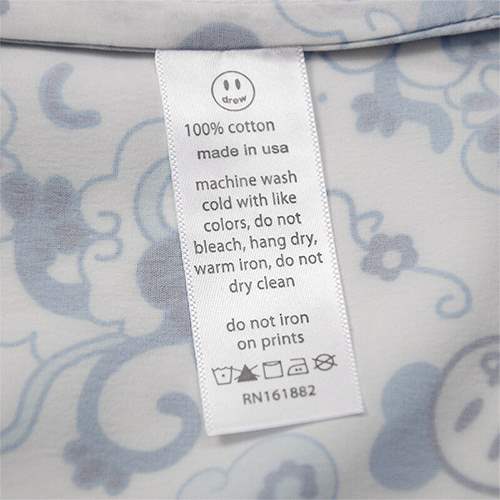 drew
100% cotton
made in usa
machine wash
cold with like
colors, do not
bleach, hang dry,
warm iron, do not
dry clean
do not iron
on prints
RN161882